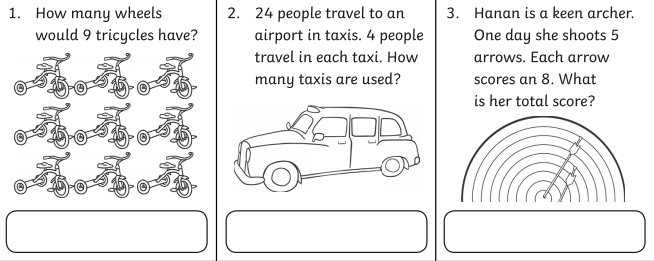 1. How many wheels
would 9 tricycles have?
2. 24 people travel to an
airport in taxis. 4 people
travel in each taxi. How
many taxis are used?
3. Hanan is a keen archer.
One day she shoots 5
arrows. Each arrow
scores an 8. What
is her total score?